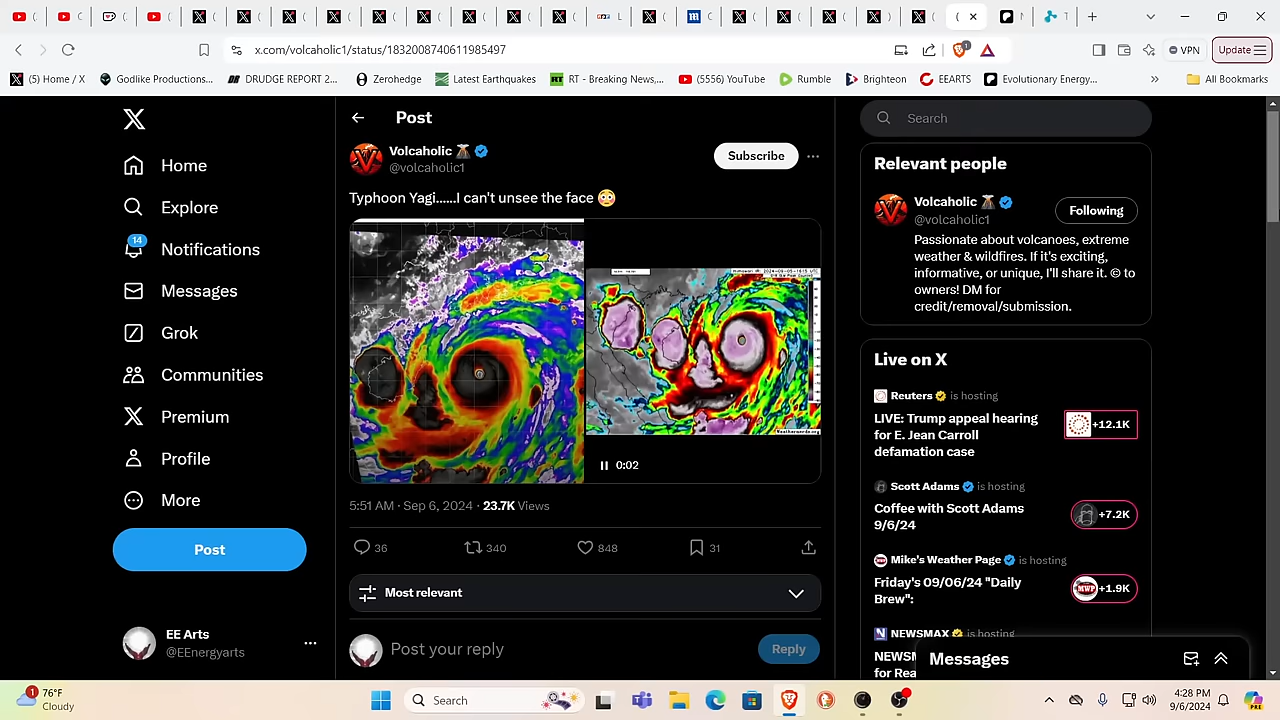 x.com/volcaholic1/status/1832008740611985497
VPN
Update
(5) Home / X
Godlike Productions...
DRUDGE REPORT 2...
Zerohedge
Latest Earthquakes
RT - Breaking News,...
(5556) YouTube
Rumble
Brighteon
EEARTS
Evolutionary Energy...
All Bookmarks
Home
Explore
14
Notifications
Messages
Grok
Communities
Premium
Profile
More
Post
EE Arts
@EEnergyarts
Post
Volcaholic
@volcaholic1
Subscribe
Typhoon Yagi......I can't unsee the face
0:02
5:51 AM · Sep 6, 2024 · 23.7K Views
36
340
848
31
Most relevant
Post your reply
Reply
Search
Relevant people
Volcaholic
@volcaholic1
Following
Passionate about volcanoes, extreme
weather & wildfires. If it's exciting,
informative, or unique, I'll share it. © to
owners! DM for
credit/removal/submission.
Live on X
Reuters is hosting
LIVE: Trump appeal hearing
for E. Jean Carroll
defamation case
+12.1K
Scott Adams is hosting
Coffee with Scott Adams
9/6/24
+7.2K
Mike's Weather Page is hosting
Friday's 09/06/24 "Daily
Brew":
MWP
+1.9K
NEWSMAX is hosting
Messages
1
76°F
Cloudy
Search
4:28 PM
9/6/2024